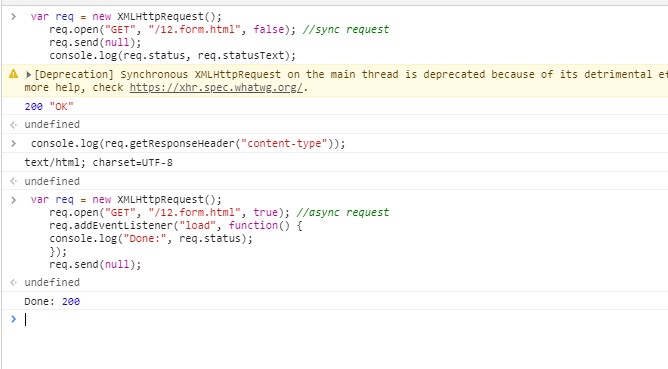 var req = new XMLHttpRequest();
req.open("GET", "/12.form.html", false); //sync request
req.send(null);
console.log(req.status, req.statusText);
[Deprecation] Synchronous XMLHttpRequest on the main thread is deprecated because of its detrimental
more help, check https://xhr.spec.whatwg.org/.
200 "OK"
undefined
console.log(req.getResponseHeader("content-type"));
text/html; charset=UTF-8
undefined
var req = new XMLHttpRequest();
req.open("GET", "/12.form.html", true); //async request
req.addEventListener("load", function() {
console.log("Done:", req.status);
});
req.send(null);
undefined
Done: 200